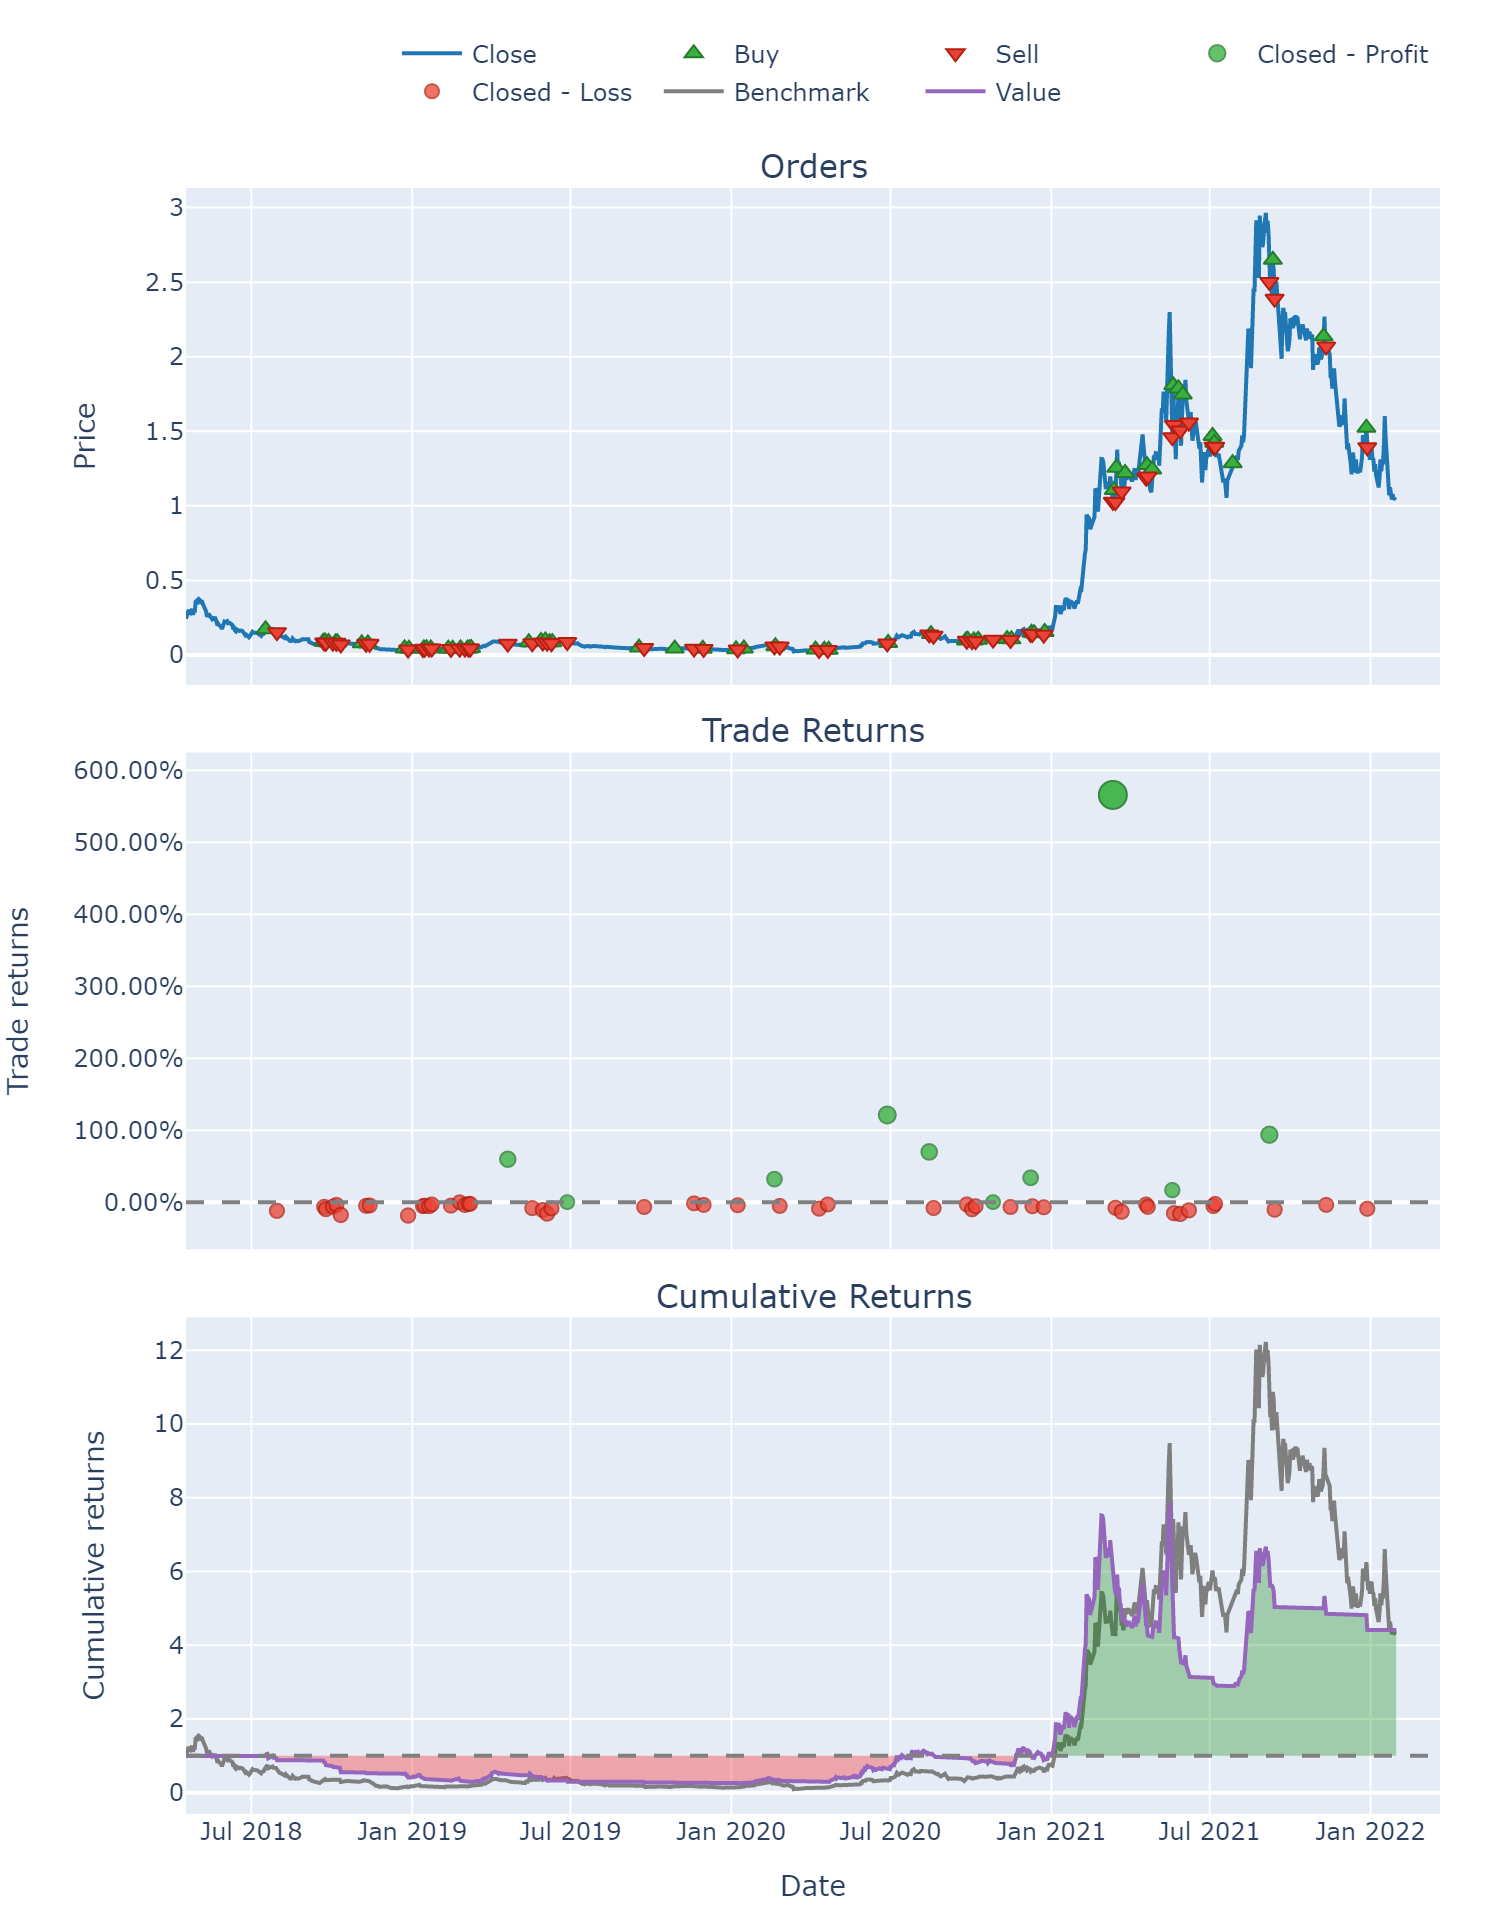 Close Buy Sell Closed - Profit
Closed - Loss Benchmark Value
Orders
3
2.5
2
1.5
1
0.5
0
Price
Trade Returns
600.00%
500.00%
400.00%
300.00%
200.00%
100.00%
0.00%
Trade returns
Cumulative Returns
12
10
8
6
4
2
0
Cumulative returns
Jul 2018 Jan 2019 Jul 2019 Jan 2020 Jul 2020 Jan 2021 Jul 2021 Jan 2022
Date